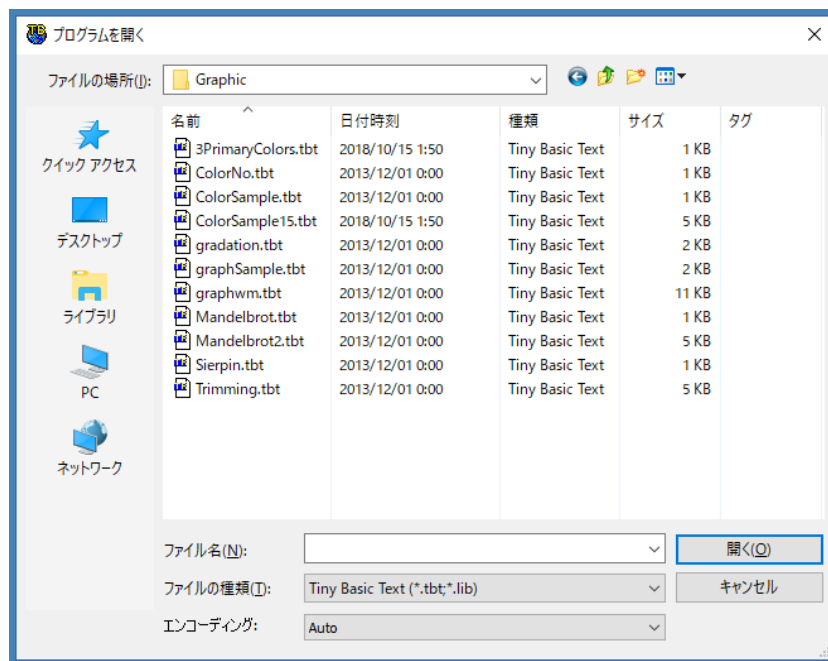 プログラムを開く
ファイルの場所(I): Graphic
名前 日付時刻 種類 サイズ タグ
3PrimaryColors.tbt 2018/10/15 1:50 Tiny Basic Text 1 KB
ColorNo.tbt 2013/12/01 0:00 Tiny Basic Text 1 KB
ColorSample.tbt 2013/12/01 0:00 Tiny Basic Text 1 KB
ColorSample15.tbt 2018/10/15 1:50 Tiny Basic Text 5 KB
gradation.tbt 2013/12/01 0:00 Tiny Basic Text 2 KB
graphSample.tbt 2013/12/01 0:00 Tiny Basic Text 2 KB
graphwm.tbt 2013/12/01 0:00 Tiny Basic Text 11 KB
Mandelbrot.tbt 2013/12/01 0:00 Tiny Basic Text 1 KB
Mandelbrot2.tbt 2013/12/01 0:00 Tiny Basic Text 5 KB
Sierpin.tbt 2013/12/01 0:00 Tiny Basic Text 1 KB
Trimming.tbt 2013/12/01 0:00 Tiny Basic Text 5 KB
クイック アクセス
デスクトップ
ライブラリ
PC
ネットワーク
ファイル名(N): 開く(O)
ファイルの種類(T): Tiny Basic Text (*.tbt;*.lib) キャンセル
エンコーディング: Auto